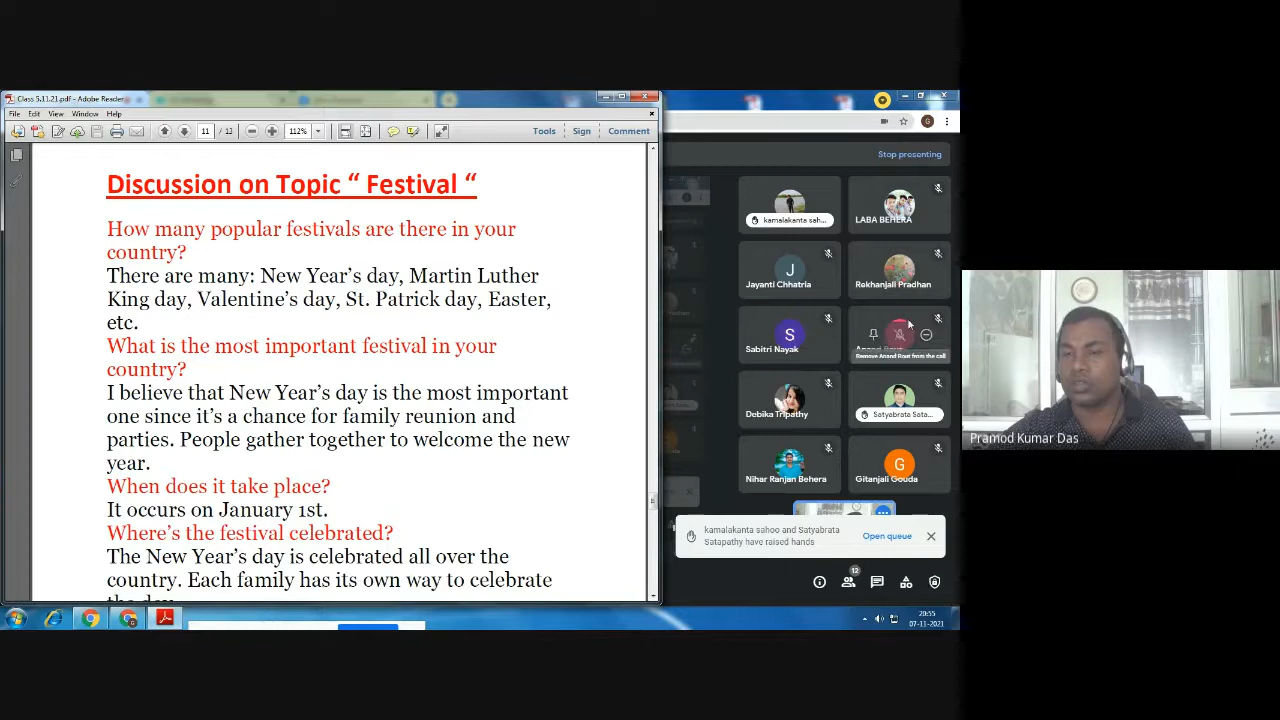 Class 5.11.21.pdf - Adobe Reader
File Edit View Window Help
11 / 13
112%
Tools Sign Comment
Discussion on Topic “ Festival “
How many popular festivals are there in your
country?
There are many: New Year’s day, Martin Luther
King day, Valentine’s day, St. Patrick day, Easter,
etc.
What is the most important festival in your
country?
I believe that New Year’s day is the most important
one since it’s a chance for family reunion and
parties. People gather together to welcome the new
year.
When does it take place?
It occurs on January 1st.
Where’s the festival celebrated?
The New Year’s day is celebrated all over the
country. Each family has its own way to celebrate
the day.
G
Stop presenting
kamalakanta sah...
LABA BEHERA
J
Jayanti Chhatria
Rekhanjali Pradhan
S
Sabitri Nayak
Anand Rout
Remove Anand Rout from the call
Debika Tripathy
Satyabrata Sata...
Nihar Ranjan Behera
G
Gitanjali Gouda
kamalakanta sahoo and Satyabrata
Satapathy have raised hands
Open queue
12
20:55
07-11-2021
Pramod Kumar Das